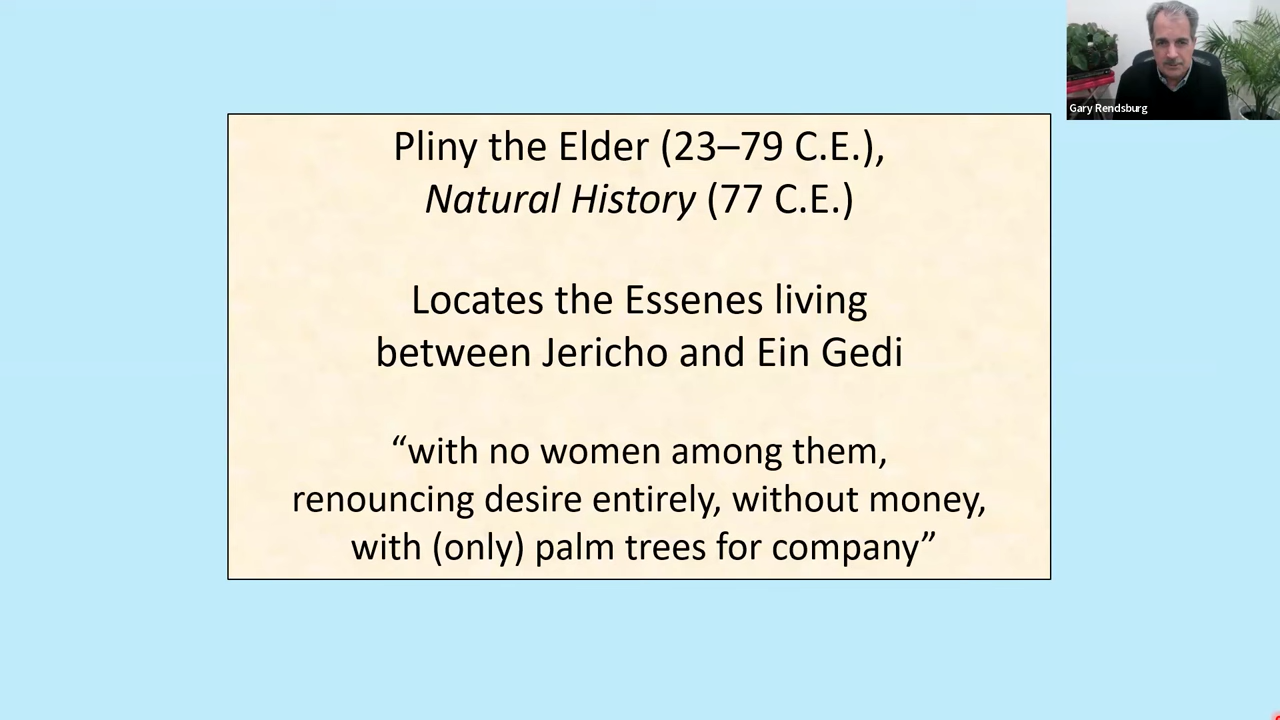 Gary Rendsburg
Pliny the Elder (23–79 C.E.),
Natural History (77 C.E.)
Locates the Essenes living
between Jericho and Ein Gedi
“with no women among them,
renouncing desire entirely, without money,
with (only) palm trees for company”